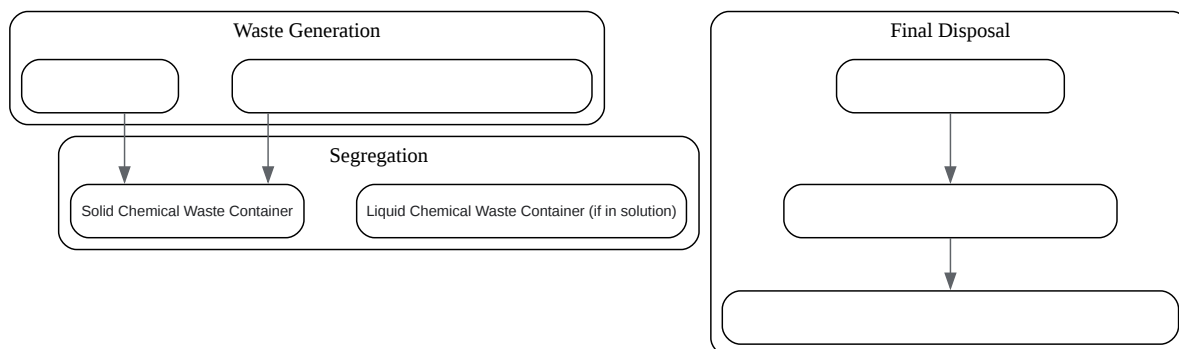 Waste Generation
Final Disposal
Segregation
Solid Chemical Waste Container
Liquid Chemical Waste Container (if in solution)